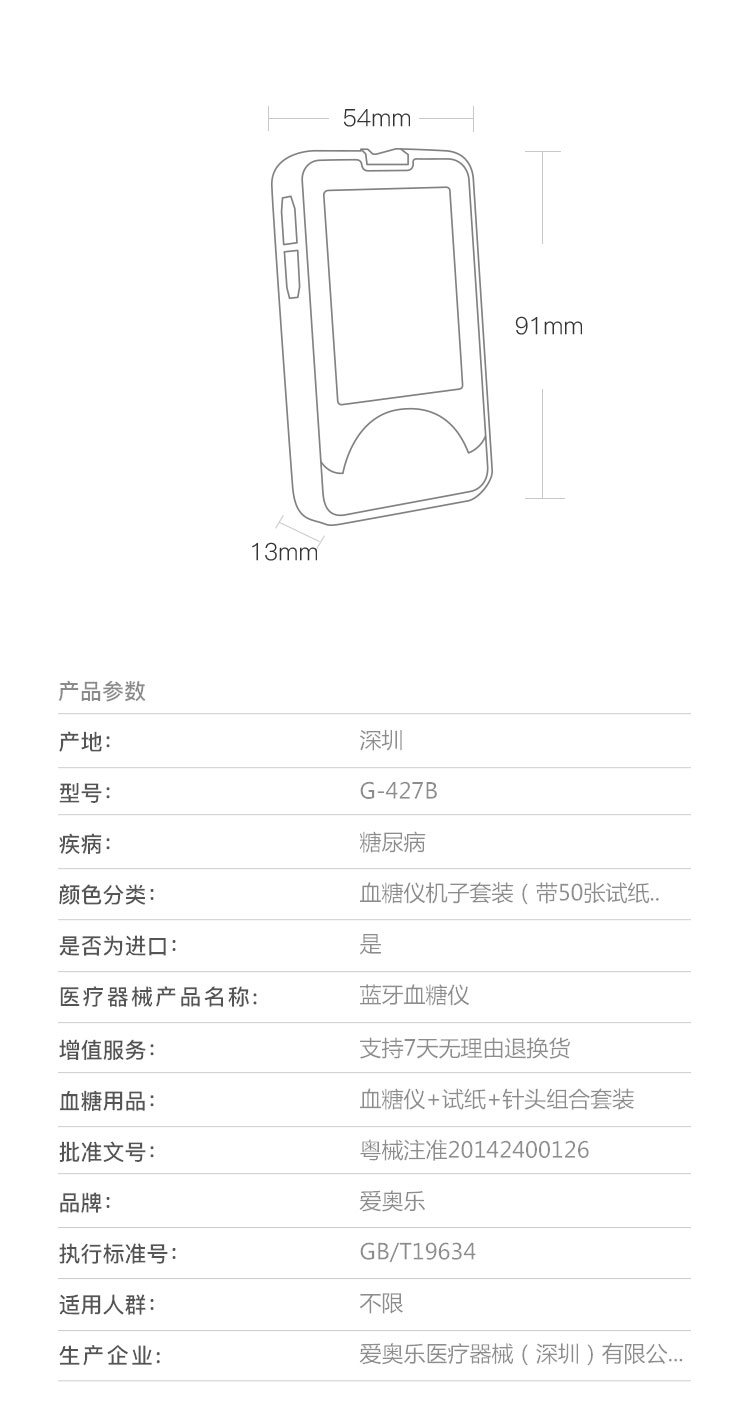 54mm
91mm
13mm
产品参数
产地: 深圳
型号: G-427B
疾病: 糖尿病
颜色分类: 血糖仪机子套装（带50张试纸..
是否为进口: 是
医疗器械产品名称: 蓝牙血糖仪
增值服务: 支持7天无理由退换货
血糖用品: 血糖仪+试纸+针头组合套装
批准文号: 粤械注准20142400126
品牌: 爱奥乐
执行标准号: GB/T19634
适用人群: 不限
生产企业: 爱奥乐医疗器械（深圳）有限公...